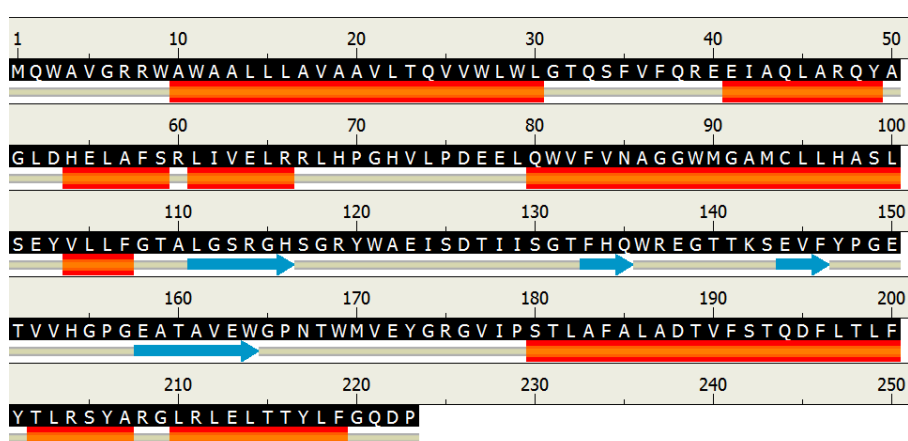 1 10 20 30 40 50
MQWAVGRRWAWAALLLAVAAVLTQVVWLWLGTQSFVFQREEIAQLARQYA
60 70 80 90 100
GLDHELAFSRLIVELRRLHPGHVLPDEELQWVFVNAGGWMGAMCLLHASL
110 120 130 140 150
SEYVLLFGTALGSRGHSGRYWAEISDTIISGTFHQWREGTTKSEVFYPGE
160 170 180 190 200
TVVHGPGEATAVEWGPNTWMVEYGRGVIPSTLAFALADTVFSTQDFLTLF
210 220 230 240 250
YTLRSYARGLRLELTTYLFGQDP